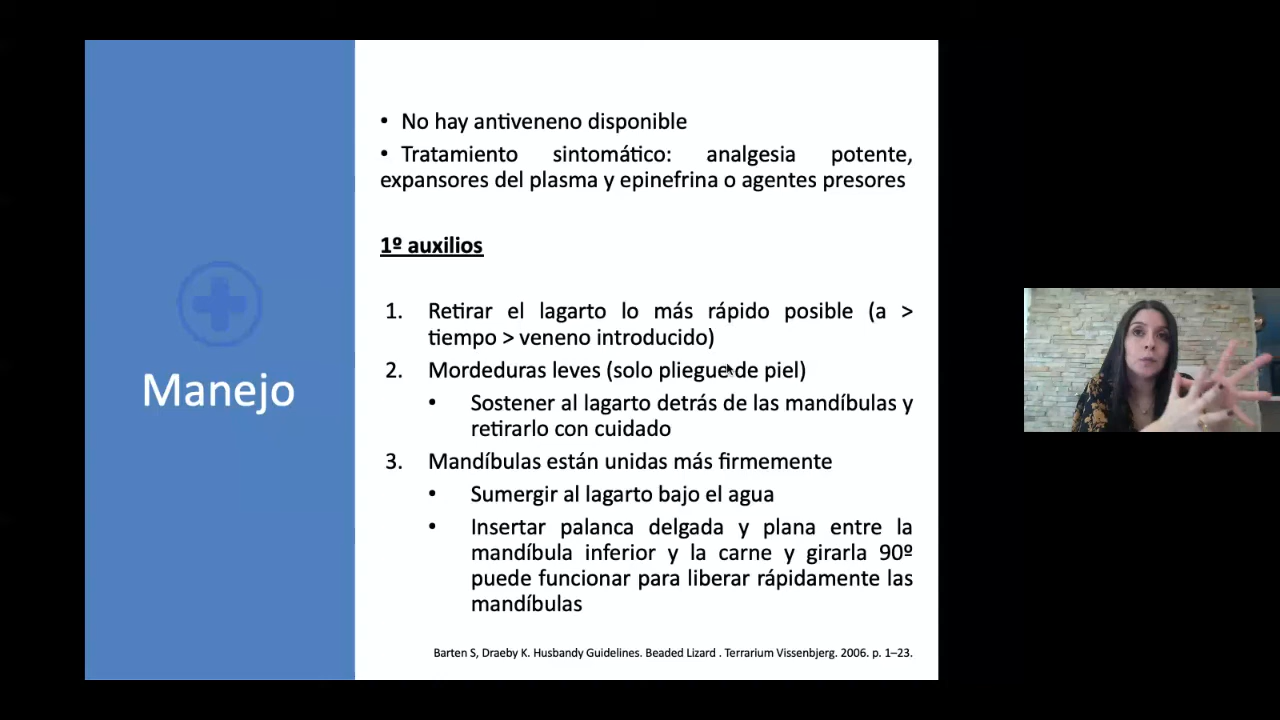 • No hay antiveneno disponible
• Tratamiento sintomático: analgesia potente,
expansores del plasma y epinefrina o agentes presores
1º auxilios
1. Retirar el lagarto lo más rápido posible (a >
tiempo > veneno introducido)
2. Mordeduras leves (solo pliegue de piel)
• Sostener al lagarto detrás de las mandíbulas y
retirarlo con cuidado
3. Mandíbulas están unidas más firmemente
• Sumergir al lagarto bajo el agua
• Insertar palanca delgada y plana entre la
mandíbula inferior y la carne y girarla 90º
puede funcionar para liberar rápidamente las
mandíbulas
Manejo
Barten S, Draeby K. Husbandy Guidelines. Beaded Lizard . Terrarium Vissenbjerg. 2006. p. 1–23.